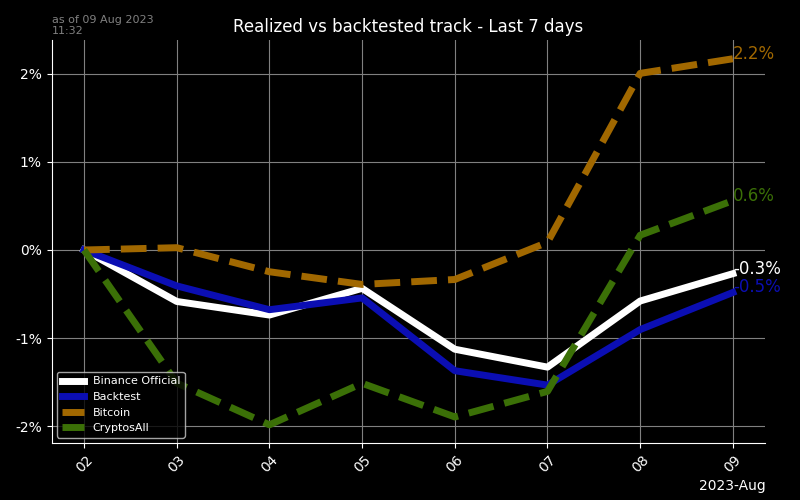 as of 09 Aug 2023
11:32
Realized vs backtested track - Last 7 days
2%
1%
0%
-1%
-2%
2.2%
0.6%
-0.3%
-0.5%
Binance Official
Backtest
Bitcoin
CryptosAll
02
03
04
05
06
07
08
09
2023-Aug